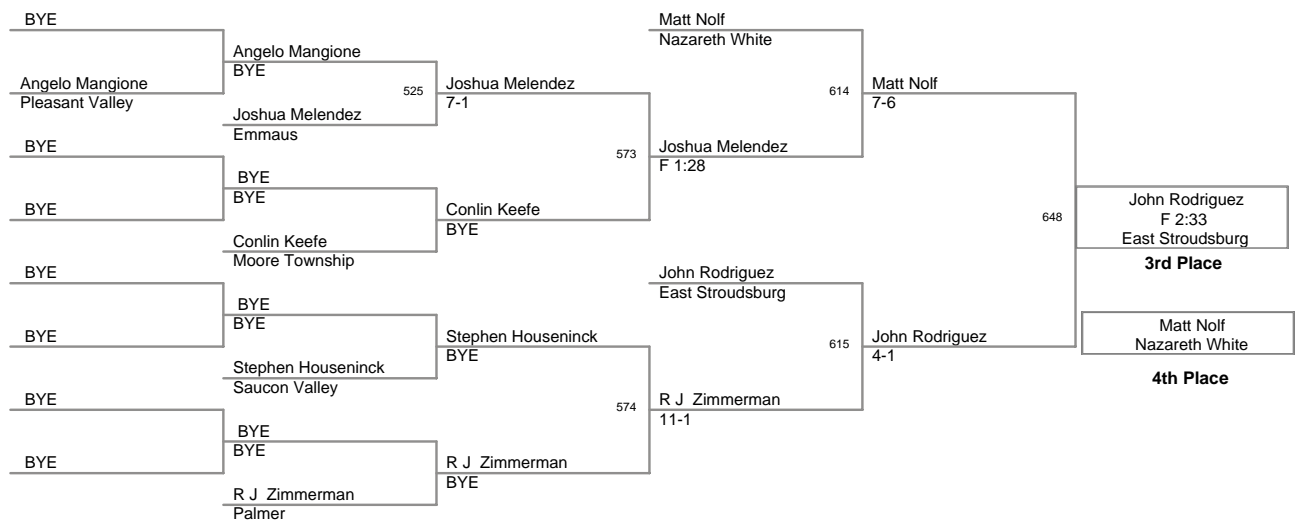 BYE
Angelo Mangione
Pleasant Valley
BYE
BYE
BYE
BYE
BYE
BYE
Angelo Mangione
BYE
Joshua Melendez
Emmaus
BYE
BYE
Conlin Keefe
Moore Township
BYE
BYE
Stephen Houseninck
Saucon Valley
BYE
BYE
R J Zimmerman
Palmer
525
Joshua Melendez
7-1
Conlin Keefe
BYE
Stephen Houseninck
BYE
R J Zimmerman
BYE
573
574
Matt Nolf
Nazareth White
Joshua Melendez
F 1:28
John Rodriguez
East Stroudsburg
R J Zimmerman
11-1
614
615
Matt Nolf
7-6
John Rodriguez
4-1
648
John Rodriguez
F 2:33
East Stroudsburg
3rd Place
Matt Nolf
Nazareth White
4th Place